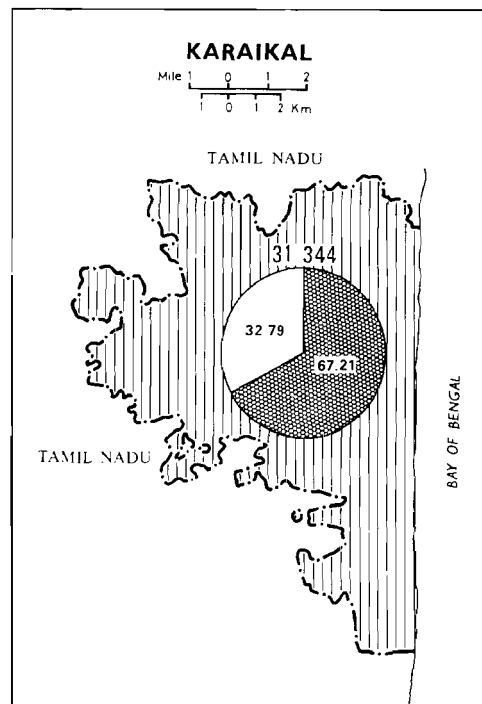 KARAIKAL
Mile 1 0 1 2
1 0 1 2 Km
TAMIL NADU
31 344
32 79
67.21
TAMIL NADU
BAY OF BENGAL